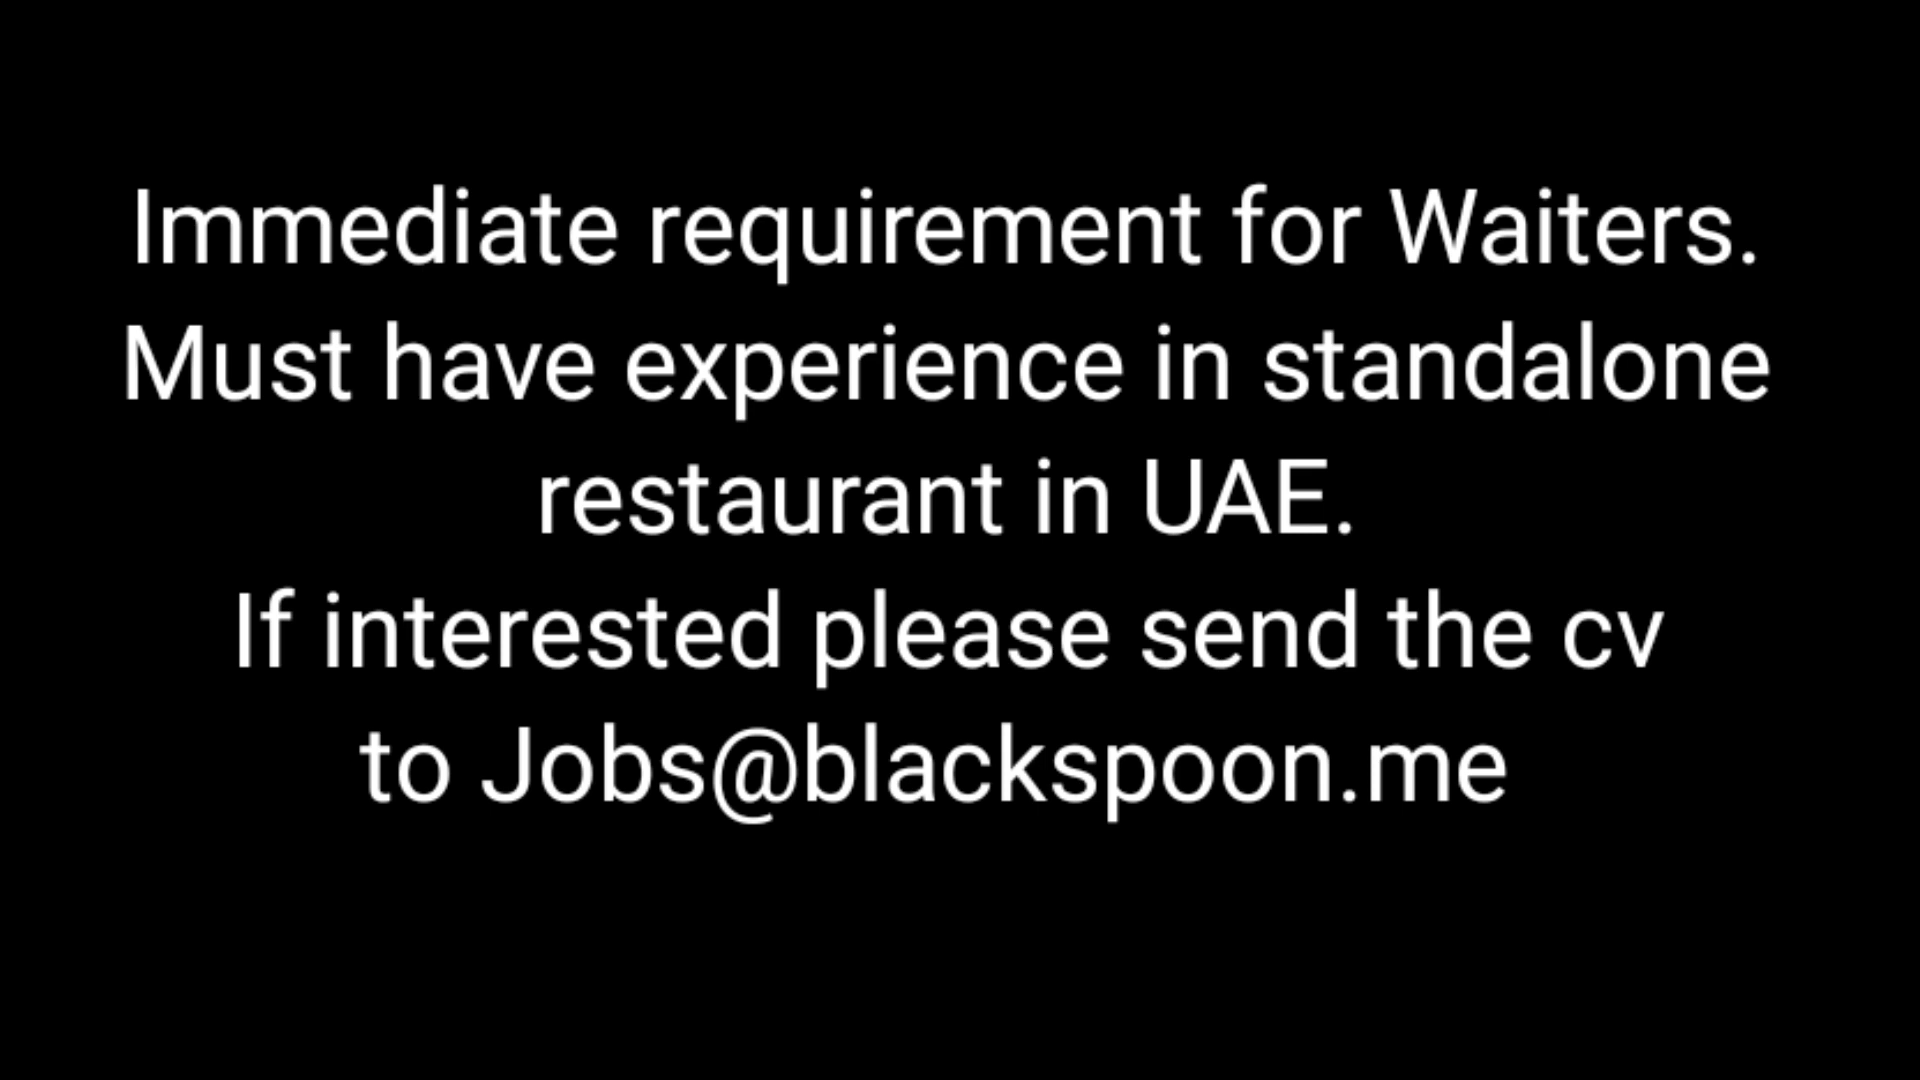 Immediate requirement for Waiters.
Must have experience in standalone
restaurant in UAE.
If interested please send the cv
to Jobs@blackspoon.me